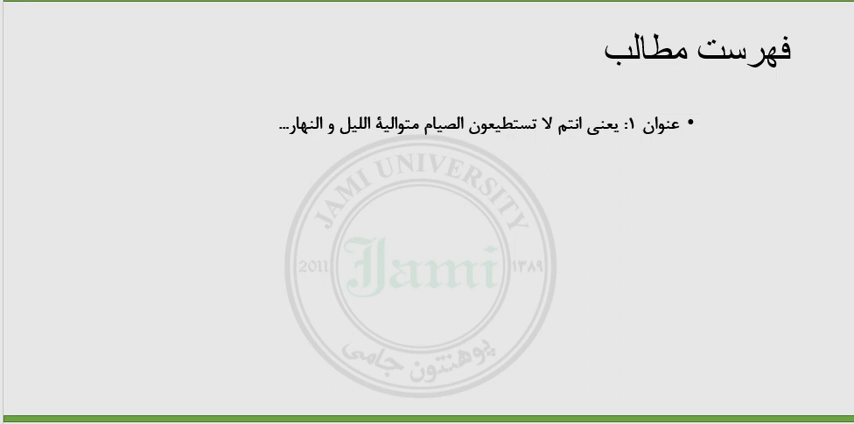 فهرست مطالب
• عنوان ۱: یعنی انتم لا تستطیعون الصیام متوالیهٔ اللیل و النهار...
JAMI UNIVERSITY
2011 Jami ۱۳۸۹
پوهنتون جامی